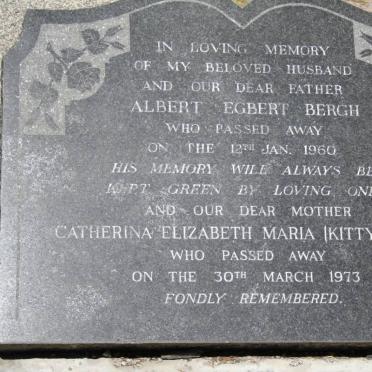 IN LOVING MEMORY
OF MY BELOVED HUSBAND
AND OUR DEAR FATHER
ALBERT EGBERT BERGH
WHO PASSED AWAY
ON THE 12TH JAN. 1960
HIS MEMORY WILL ALWAYS BE
KEPT GREEN BY LOVING ONE
AND OUR DEAR MOTHER
CATHERINA ELIZABETH MARIA (KITTY
WHO PASSED AWAY
ON THE 30TH MARCH 1973
FONDLY REMEMBERED.